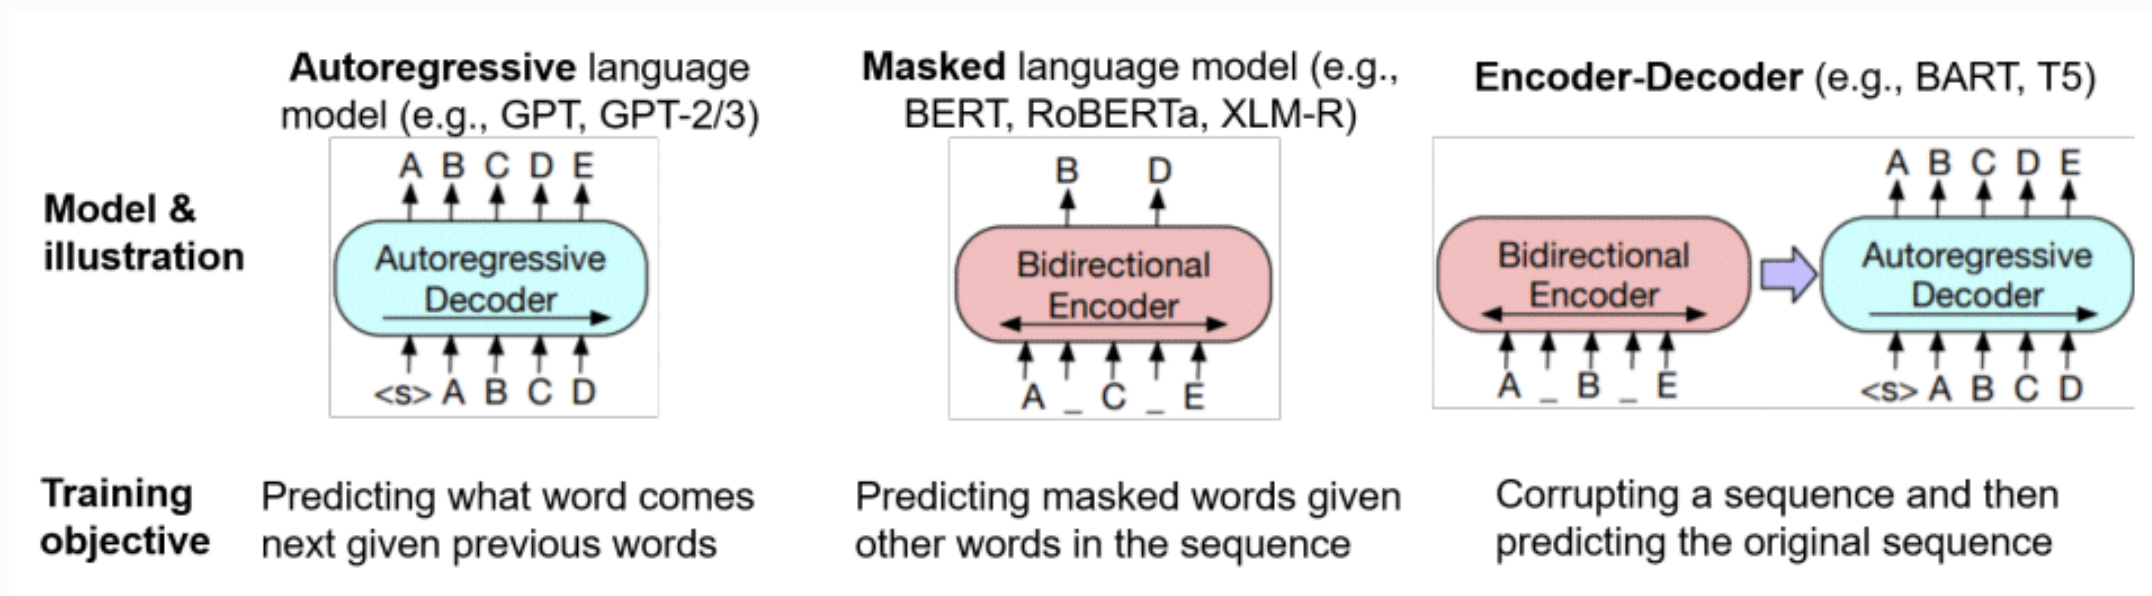 Autoregressive language
model (e.g., GPT, GPT-2/3)
Masked language model (e.g.,
BERT, RoBERTa, XLM-R)
Encoder-Decoder (e.g., BART, T5)
Model &
illustration
A B C D E
Autoregressive
Decoder
<s> A B C D
B D
Bidirectional
Encoder
A _ C _ E
Bidirectional
Encoder
A _ B _ E
A B C D E
Autoregressive
Decoder
<s> A B C D
Training
objective
Predicting what word comes
next given previous words
Predicting masked words given
other words in the sequence
Corrupting a sequence and then
predicting the original sequence